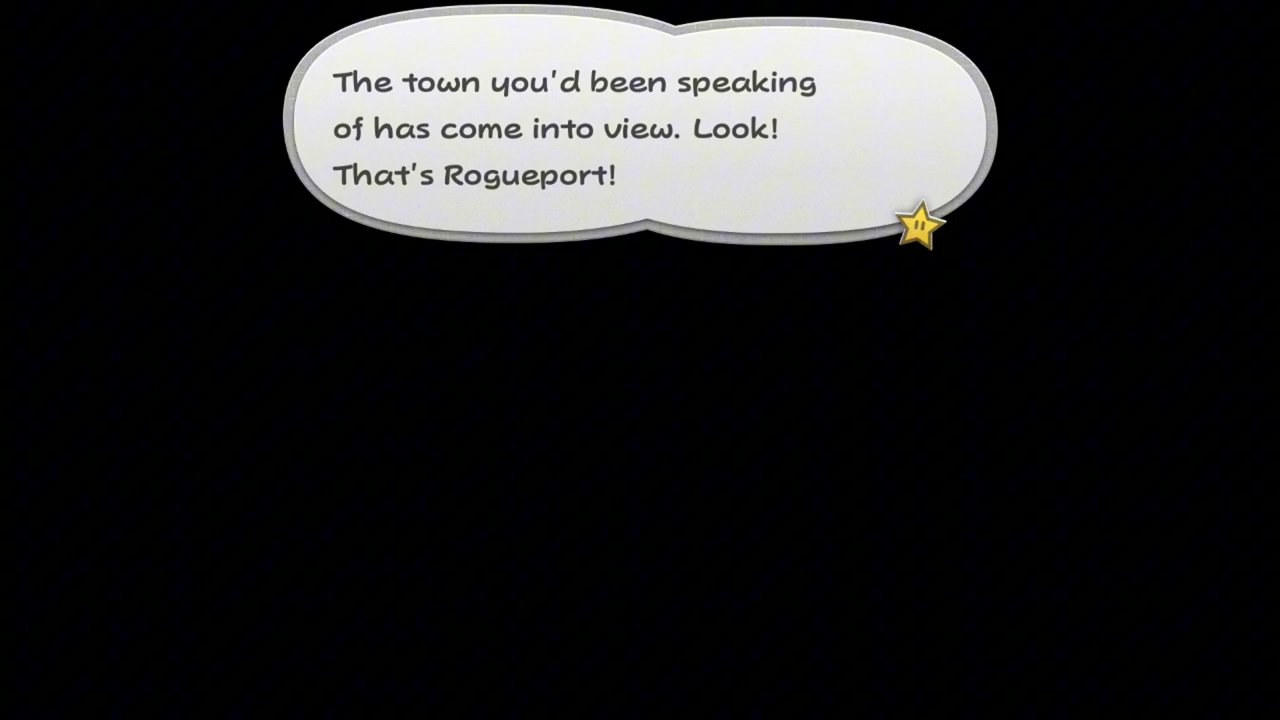 The town you'd been speaking
of has come into view. Look!
That's Rogueport!